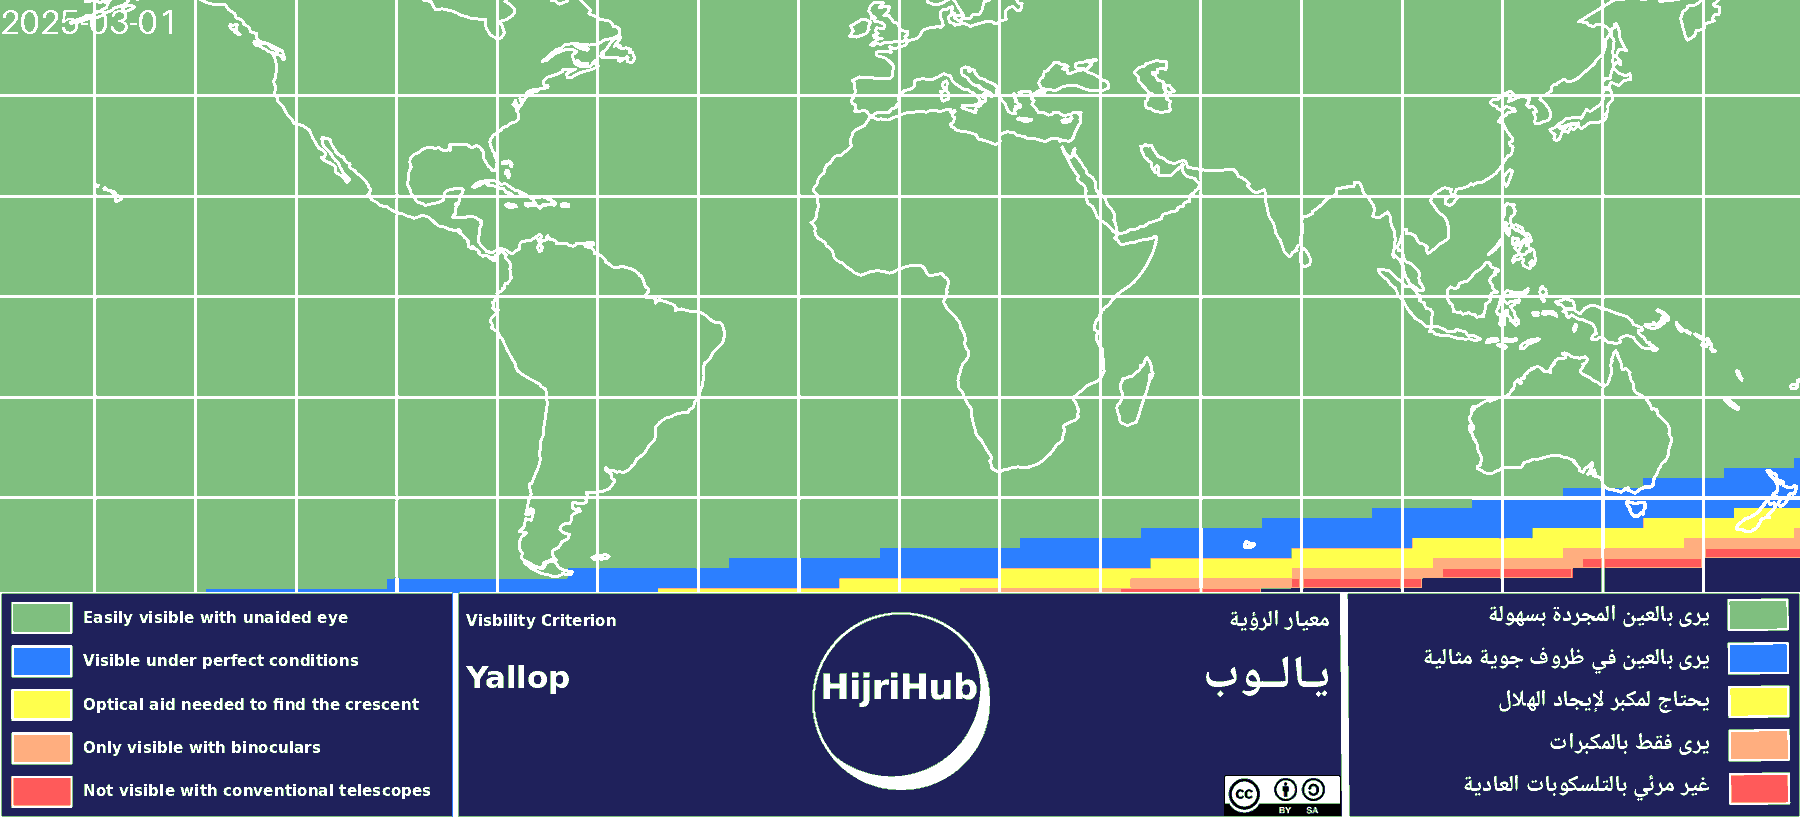 2025-03-01
Easily visible with unaided eye
Visible under perfect conditions
Optical aid needed to find the crescent
Only visible with binoculars
Not visible with conventional telescopes
Visbility Criterion
Yallop
HijriHub
معيار الرؤية
يـالـوب
cc
BY SA
يرى بالعين المجردة بسهولة
يرى بالعين في ظروف جوية مثالية
يحتاج لمكبر لإيجاد الهلال
يرى فقط بالمكبرات
غير مرئي بالتلسكوبات العادية